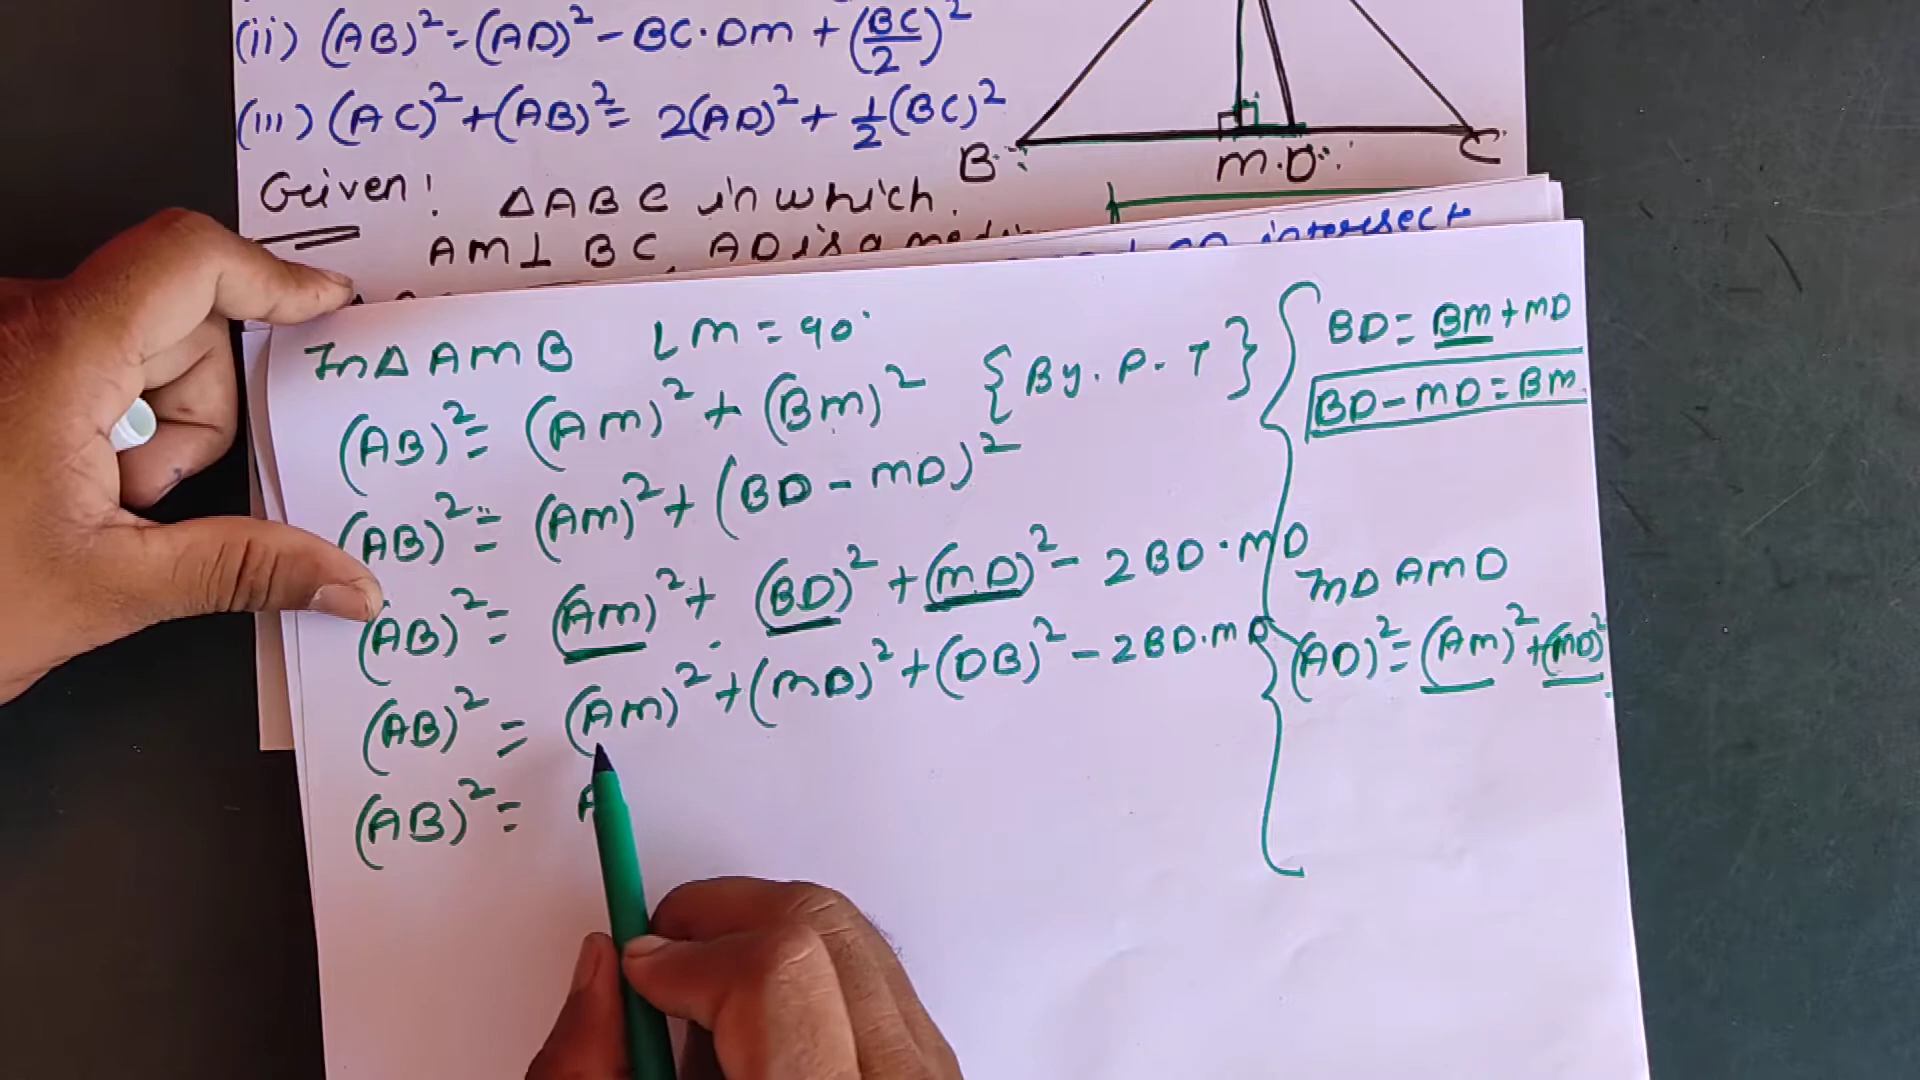 (ii) (AB)²=(AD)²-BC·Dm+(BC/2)²
(iii) (AC)²+(AB)²= 2(AD)²+½(BC)²
B M D C
Given! △ABC in which
AM⊥ BC, AD is a
intersect
In△AMB ∠M=90°
(AB)²= (AM)²+(BM)² {By. P-T}
(AB)²= (AM)²+(BD-MD)²
(AB)²= (AM)²+(BD)²+(MD)²-2BD·MD
(AB)²= (AM)²+(MD)²+(DB)²-2BD·MD
(AB)²= A
BD=BM+MD
BD-MD=BM
In△AMD
(AD)²=(AM)²+(MD)²